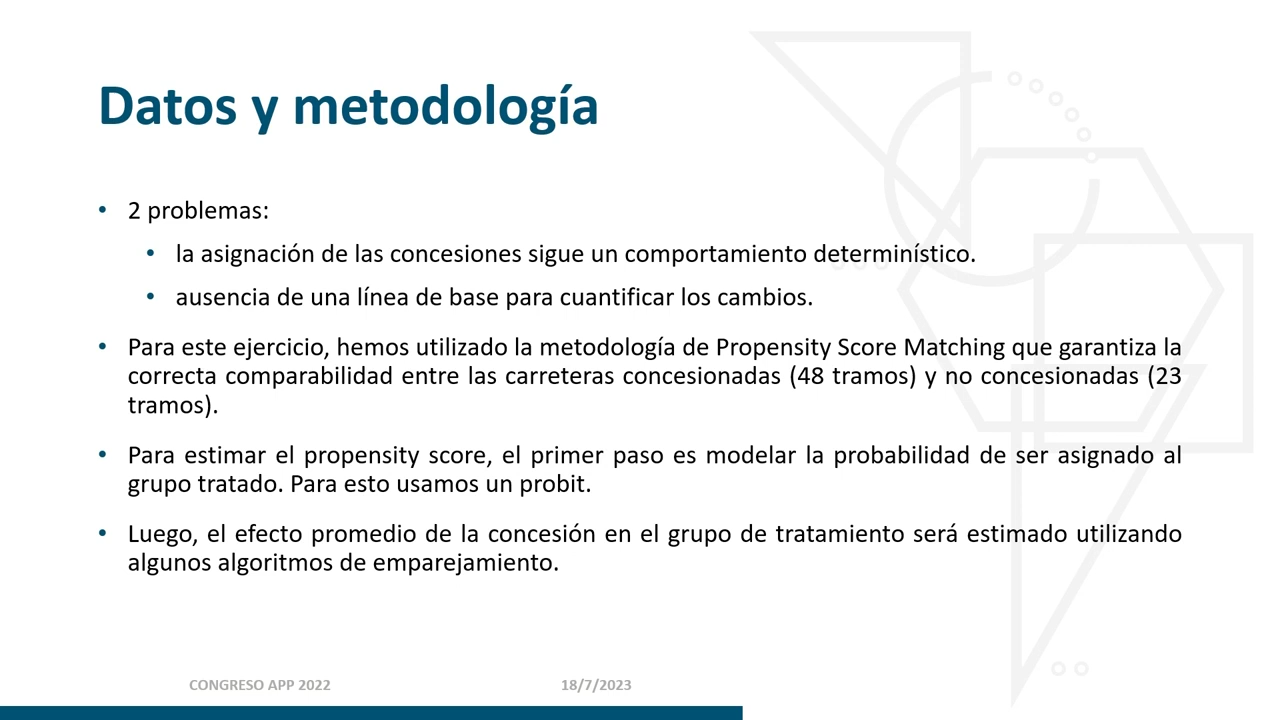 Datos y metodología
• 2 problemas:
• la asignación de las concesiones sigue un comportamiento determinístico.
• ausencia de una línea de base para cuantificar los cambios.
• Para este ejercicio, hemos utilizado la metodología de Propensity Score Matching que garantiza la
correcta comparabilidad entre las carreteras concesionadas (48 tramos) y no concesionadas (23
tramos).
• Para estimar el propensity score, el primer paso es modelar la probabilidad de ser asignado al
grupo tratado. Para esto usamos un probit.
• Luego, el efecto promedio de la concesión en el grupo de tratamiento será estimado utilizando
algunos algoritmos de emparejamiento.
CONGRESO APP 2022
18/7/2023